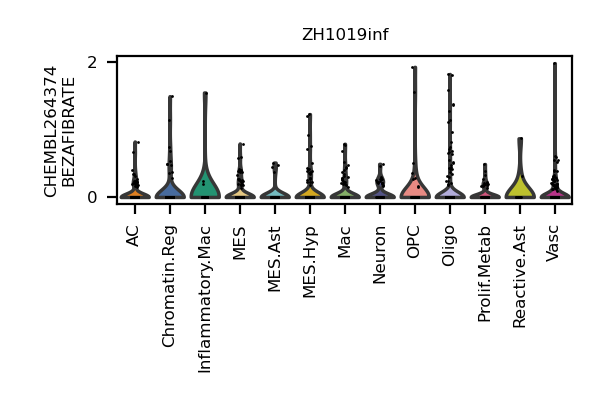 ZH1019inf
CHEMBL264374
BEZAFIBRATE
2
0
AC
Chromatin.Reg
Inflammatory.Mac
MES
MES.Ast
MES.Hyp
Mac
Neuron
OPC
Oligo
Prolif.Metab
Reactive.Ast
Vasc